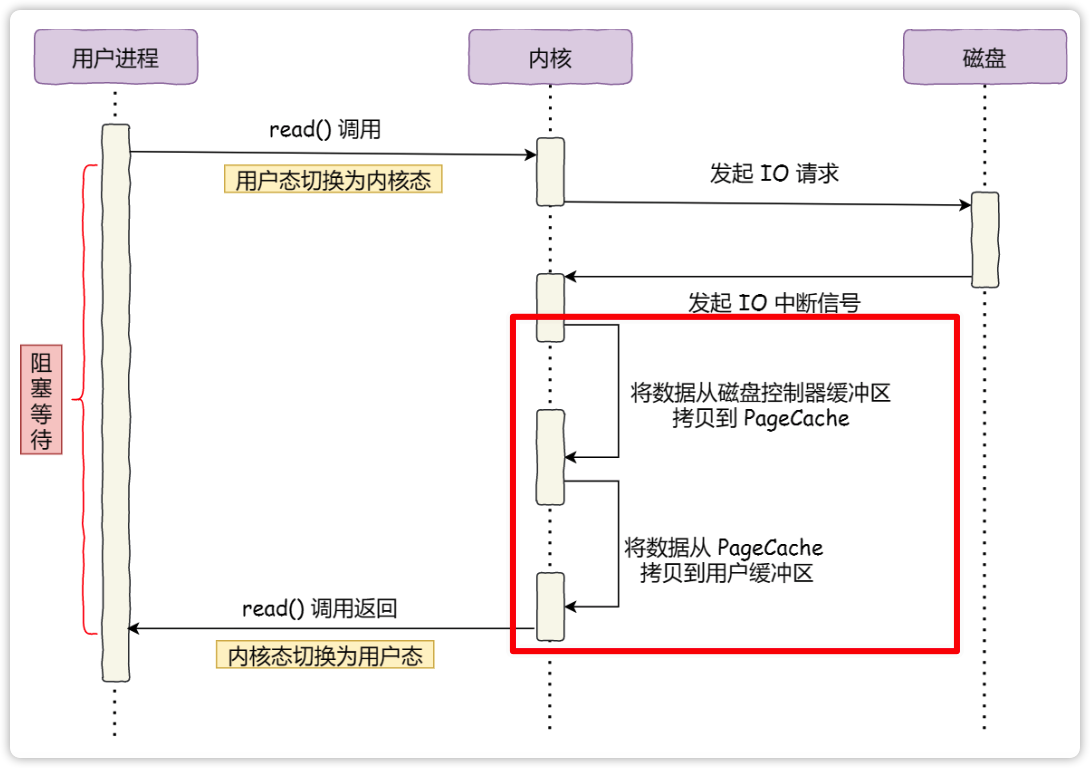 用户进程
内核
磁盘
read() 调用
用户态切换为内核态
发起 IO 请求
发起 IO 中断信号
阻
塞
等
待
将数据从磁盘控制器缓冲区
拷贝到 PageCache
将数据从 PageCache
拷贝到用户缓冲区
read() 调用返回
内核态切换为用户态